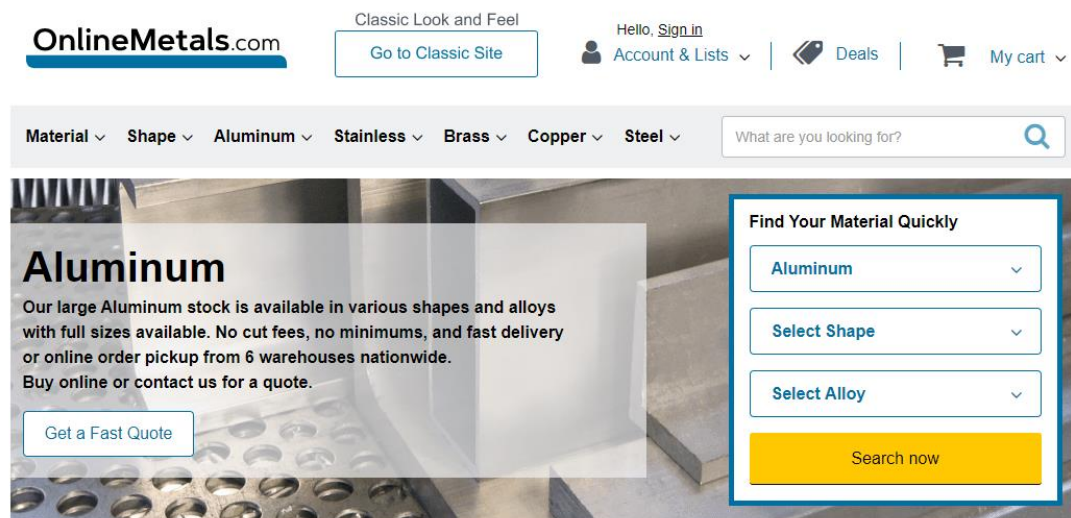 Classic Look and Feel
OnlineMetals.com
Go to Classic Site
Hello, Sign in
Account & Lists
Deals
My cart
Material
Shape
Aluminum
Stainless
Brass
Copper
Steel
What are you looking for?
Aluminum
Our large Aluminum stock is available in various shapes and alloys
with full sizes available. No cut fees, no minimums, and fast delivery
or online order pickup from 6 warehouses nationwide.
Buy online or contact us for a quote.
Get a Fast Quote
Find Your Material Quickly
Aluminum
Select Shape
Select Alloy
Search now